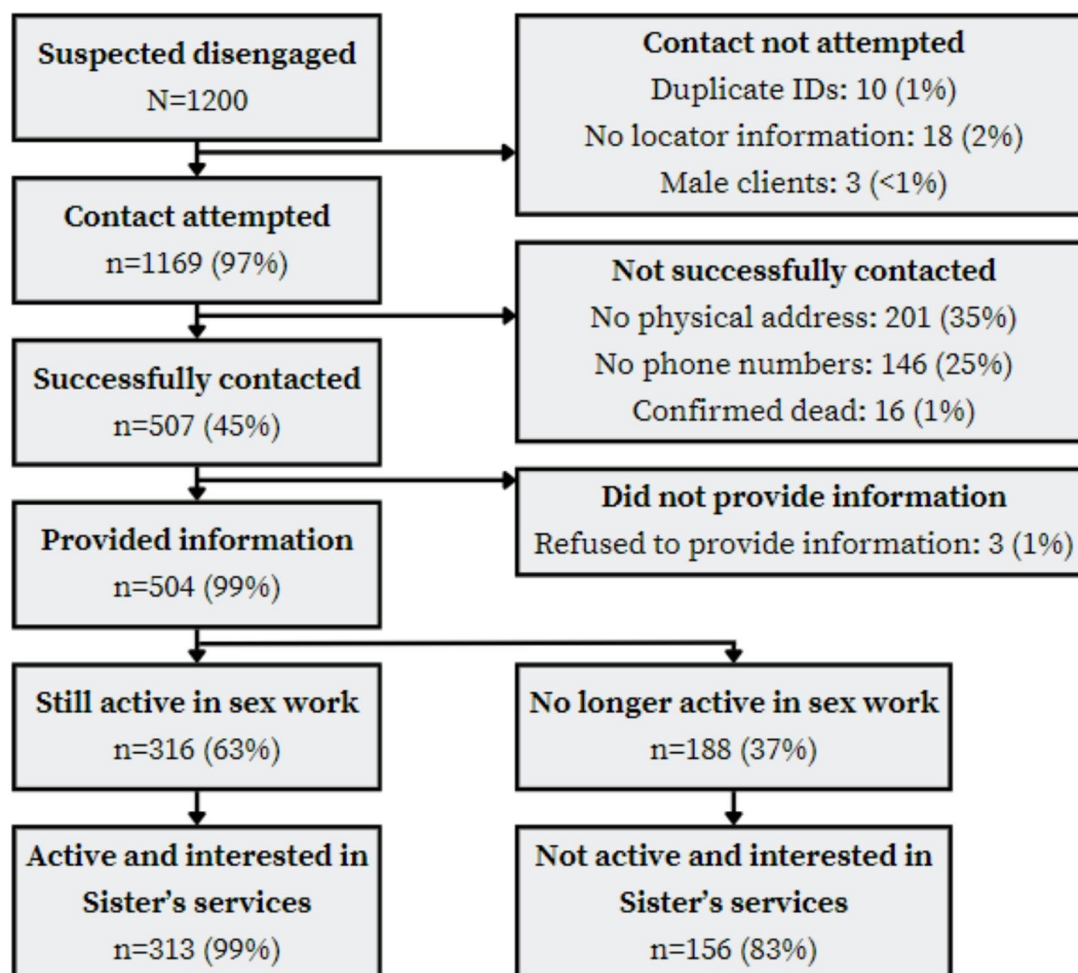 Suspected disengaged
N=1200
Contact not attempted
Duplicate IDs: 10 (1%)
No locator information: 18 (2%)
Male clients: 3 (<1%)
Contact attempted
n=1169 (97%)
Not successfully contacted
No physical address: 201 (35%)
No phone numbers: 146 (25%)
Confirmed dead: 16 (1%)
Successfully contacted
n=507 (45%)
Did not provide information
Refused to provide information: 3 (1%)
Provided information
n=504 (99%)
Still active in sex work
n=316 (63%)
No longer active in sex work
n=188 (37%)
Active and interested in
Sister’s services
n=313 (99%)
Not active and interested in
Sister’s services
n=156 (83%)